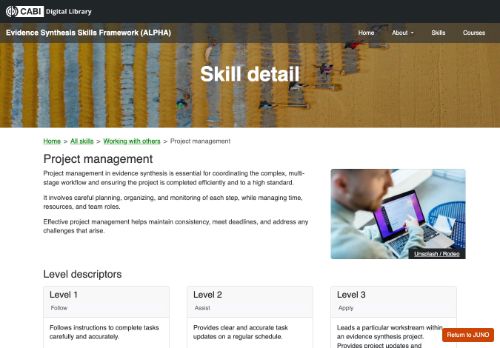 CABI Digital Library
Evidence Synthesis Skills Framework (ALPHA)
Home About Skills Courses
Skill detail
Home > All skills > Working with others > Project management
Project management
Project management in evidence synthesis is essential for coordinating the complex, multi-
stage workflow and ensuring the project is completed efficiently and to a high standard.
It involves careful planning, organizing, and monitoring of each step, while managing time,
resources, and team roles.
Effective project management helps maintain consistency, meet deadlines, and address any
challenges that arise.
Unsplash / Rodeo
Level descriptors
Level 1
Follow
Follows instructions to complete tasks
carefully and accurately.
Level 2
Assist
Provides clear and accurate task
updates on a regular schedule.
Level 3
Apply
Leads a particular workstream within
an evidence synthesis project.
Provides project updates and
Return to JUNO